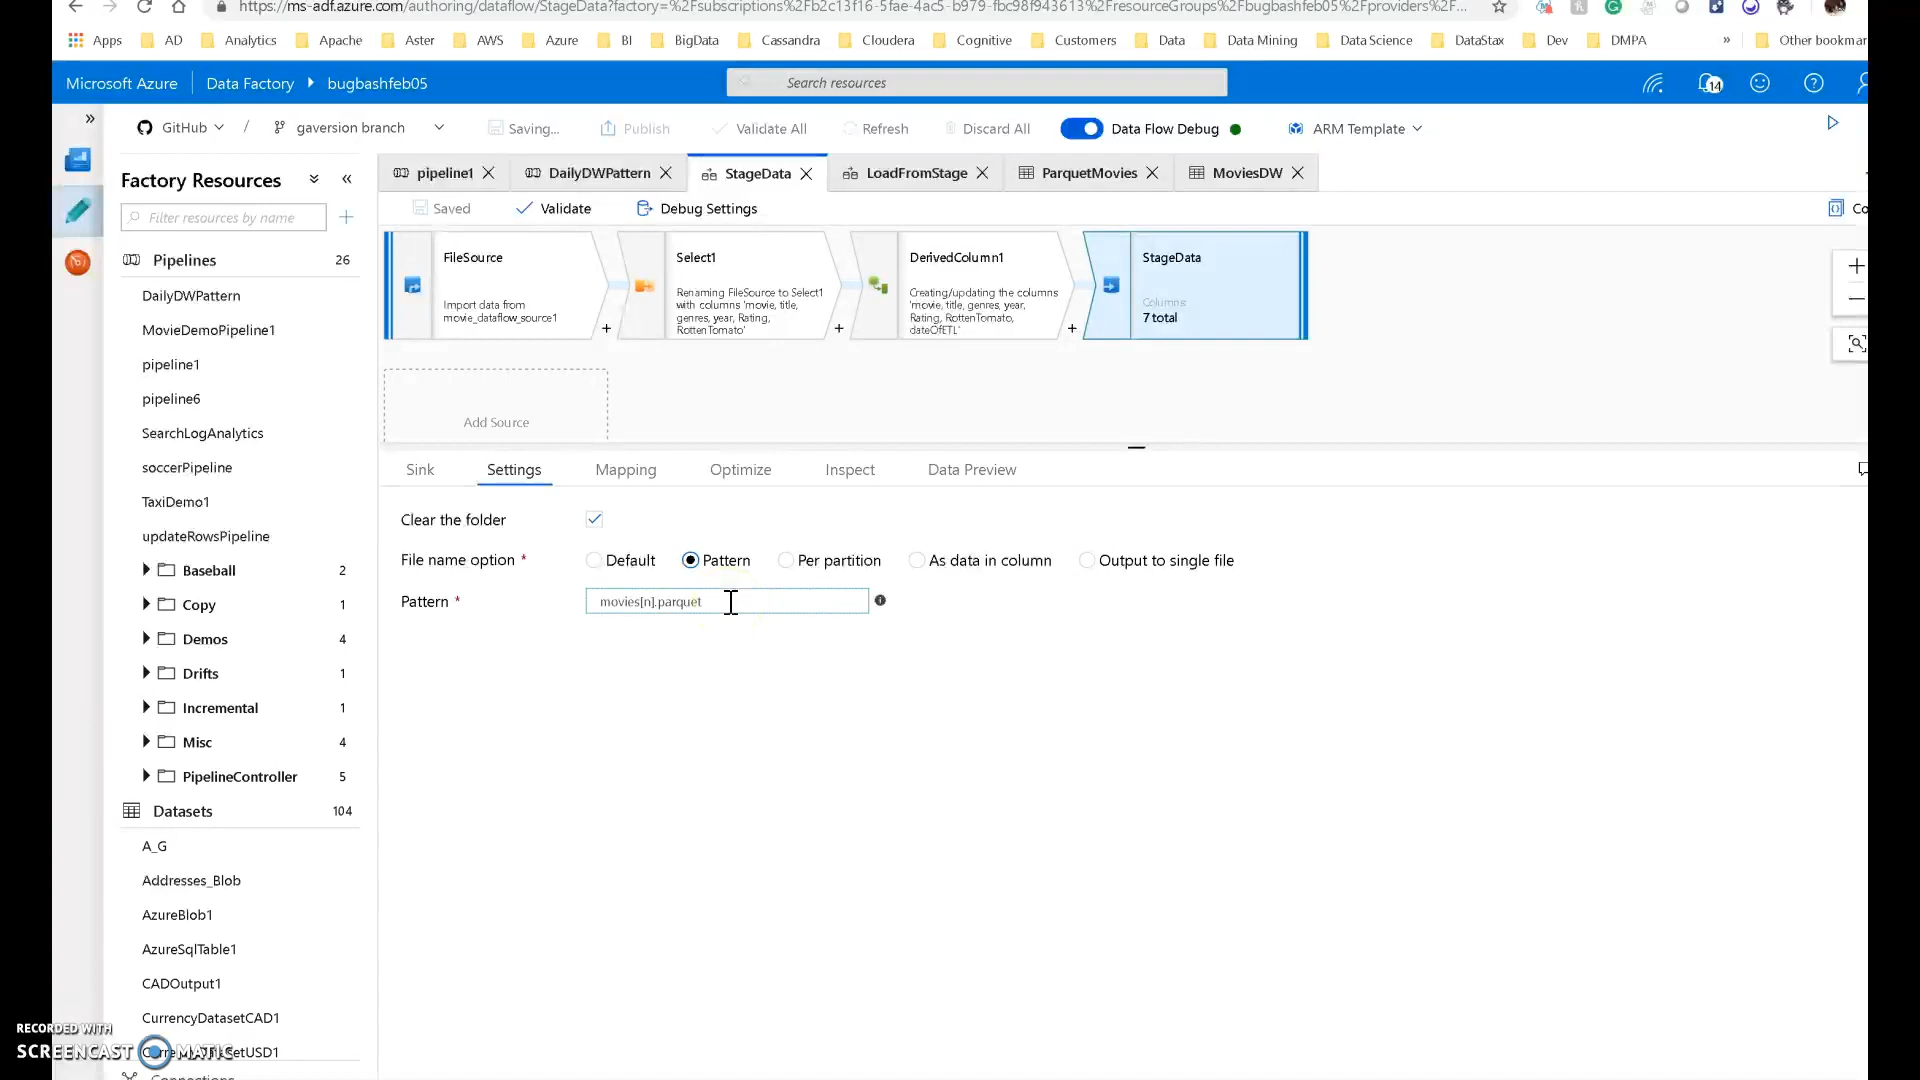 https://ms-adf.azure.com/authoring/dataflow/StageData?factory=%2Fsubscriptions%2Fb2c13f16-5fae-4ac5-b979-fbc98f943613%2FresourceGroups%2Fbugbashfeb05%2Fproviders%2F...
Apps AD Analytics Apache Aster AWS Azure BI BigData Cassandra Cloudera Cognitive Customers Data Data Mining Data Science DataStax Dev DMPA » Other bookmar
Microsoft Azure Data Factory bugbashfeb05 Search resources 14
» GitHub / gaversion branch Saving... Publish Validate All Refresh Discard All Data Flow Debug ARM Template
Factory Resources «
pipeline1 DailyDWPattern StageData LoadFromStage ParquetMovies MoviesDW
Filter resources by name
Saved Validate Debug Settings Co
Pipelines 26
DailyDWPattern
MovieDemoPipeline1
pipeline1
pipeline6
SearchLogAnalytics
soccerPipeline
TaxiDemo1
updateRowsPipeline
Baseball 2
Copy 1
Demos 4
Drifts 1
Incremental 1
Misc 4
PipelineController 5
Datasets 104
A_G
Addresses_Blob
AzureBlob1
AzureSqlTable1
CADOutput1
CurrencyDatasetCAD1
FileSource
Import data from
movie_dataflow_source1
+
Select1
Renaming FileSource to Select1
with columns 'movie, title,
genres, year, Rating,
RottenTomato'
+
DerivedColumn1
Creating/updating the columns
'movie, title, genres, year,
Rating, RottenTomato,
dateOfETL'
+
StageData
Columns:
7 total
Add Source
Sink Settings Mapping Optimize Inspect Data Preview
Clear the folder
File name option * Default Pattern Per partition As data in column Output to single file
Pattern * movies[n].parquet
RECORDED WITH
SCREENCAST MATIC